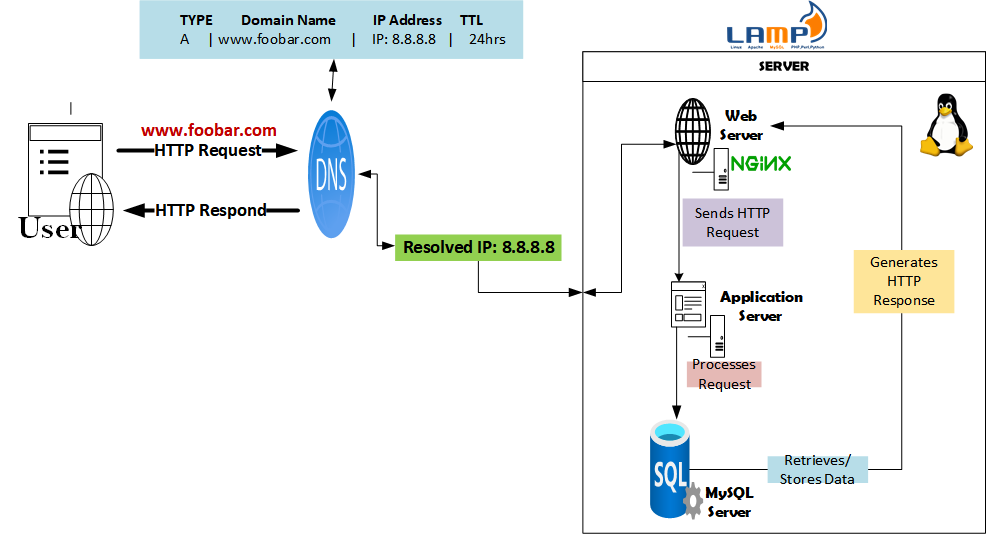 TYPE Domain Name IP Address TTL
A | www.foobar.com | IP: 8.8.8.8 | 24hrs
LAMP
Linux Apache MySQL PHP,Perl,Python
SERVER
www.foobar.com
HTTP Request
DNS
HTTP Respond
User
Resolved IP: 8.8.8.8
Web
Server
NGiNX
Sends HTTP
Request
Application
Server
Processes
Request
SQL
MySQL
Server
Retrieves/
Stores Data
Generates
HTTP
Response